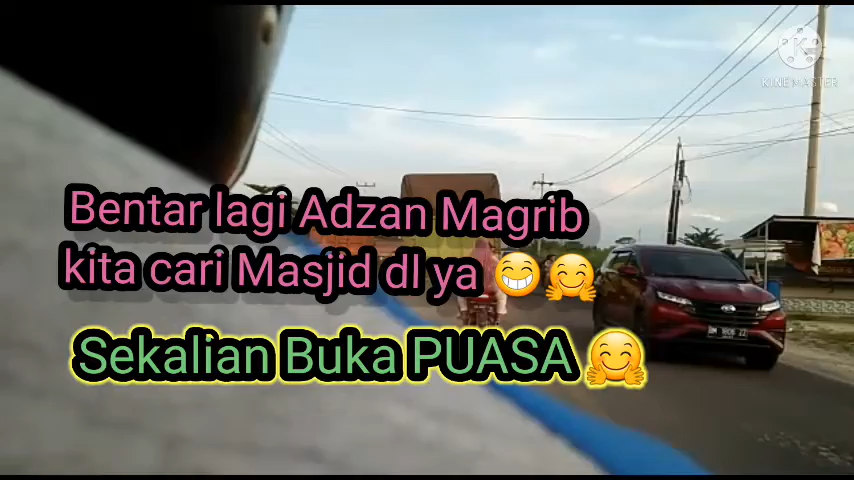 KINEMASTER
Bentar lagi Adzan Magrib
kita cari Masjid dl ya 😁🤗
Sekalian Buka PUASA 🤗